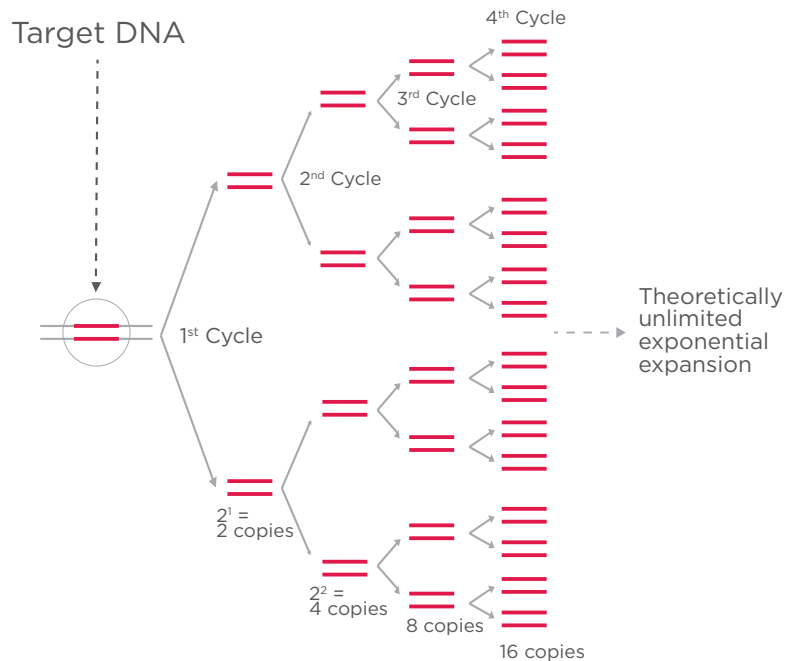 Target DNA
1st Cycle
2nd Cycle
3rd Cycle
4th Cycle
2¹ =
2 copies
2² =
4 copies
8 copies
16 copies
Theoretically
unlimited
exponential
expansion